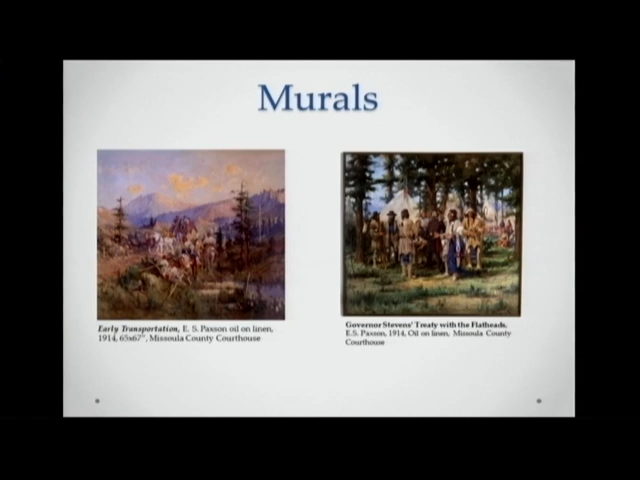 Murals
Early Transportation, E. S. Paxson oil on linen,
1914, 65x67", Missoula County Courthouse
Governor Stevens' Treaty with the Flatheads,
E.S. Paxson, 1914, Oil on linen, Missoula County
Courthouse